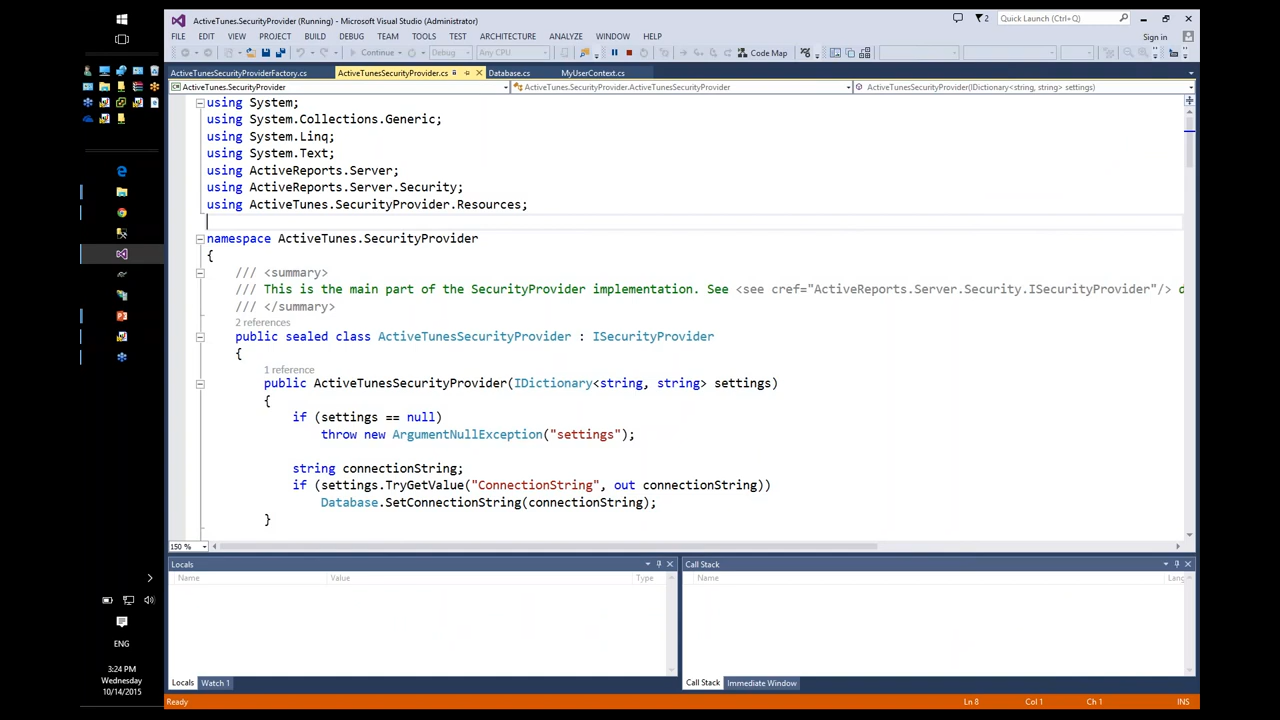 ActiveTunes.SecurityProvider (Running) - Microsoft Visual Studio (Administrator)
2
Quick Launch (Ctrl+Q)
FILE EDIT VIEW PROJECT BUILD DEBUG TEAM TOOLS TEST ARCHITECTURE ANALYZE WINDOW HELP
Sign in
Continue Debug Any CPU Code Map
ActiveTunesSecurityProviderFactory.cs ActiveTunesSecurityProvider.cs Database.cs MyUserContext.cs
ActiveTunes.SecurityProvider ActiveTunes.SecurityProvider.ActiveTunesSecurityProvider ActiveTunesSecurityProvider(IDictionary<string, string> settings)
using System;
using System.Collections.Generic;
using System.Linq;
using System.Text;
using ActiveReports.Server;
using ActiveReports.Server.Security;
using ActiveTunes.SecurityProvider.Resources;
namespace ActiveTunes.SecurityProvider
{
/// <summary>
/// This is the main part of the SecurityProvider implementation. See <see cref="ActiveReports.Server.Security.ISecurityProvider"/> d
/// </summary>
2 references
public sealed class ActiveTunesSecurityProvider : ISecurityProvider
{
1 reference
public ActiveTunesSecurityProvider(IDictionary<string, string> settings)
{
if (settings == null)
throw new ArgumentNullException("settings");
string connectionString;
if (settings.TryGetValue("ConnectionString", out connectionString))
Database.SetConnectionString(connectionString);
}
150 %
Locals
Name Value Type
Call Stack
Name Lang
Locals Watch 1
Call Stack Immediate Window
Ready Ln 8 Col 1 Ch 1 INS
ENG
3:24 PM
Wednesday
10/14/2015